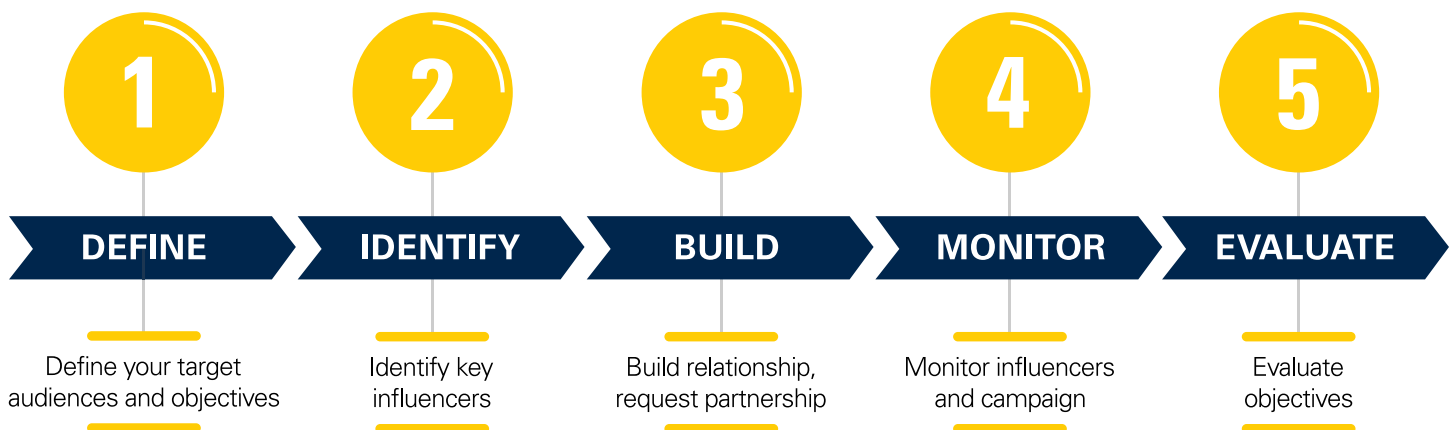 1
2
3
4
5
DEFINE
IDENTIFY
BUILD
MONITOR
EVALUATE
Define your target
audiences and objectives
Identify key
influencers
Build relationship,
request partnership
Monitor influencers
and campaign
Evaluate
objectives